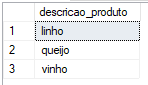 descricao_produto
1 linho
2 queijo
3 vinho